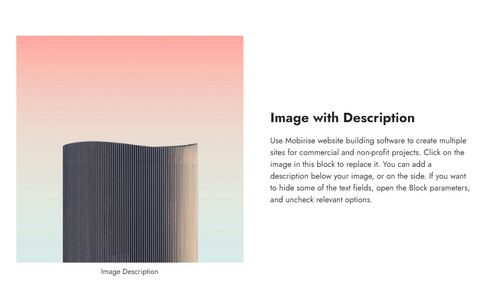 Image with Description
Use Mobirise website building software to create multiple
sites for commercial and non-profit projects. Click on the
image in this block to replace it. You can add a
description below your image, or on the side. If you want
to hide some of the text fields, open the Block parameters,
and uncheck relevant options.
Image Description